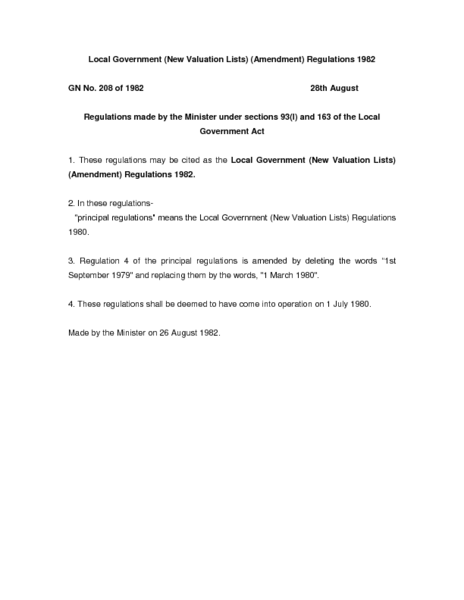 Local Government (New Valuation Lists) (Amendment) Regulations 1982
GN No. 208 of 1982 28th August
Regulations made by the Minister under sections 93(l) and 163 of the Local
Government Act
1. These regulations may be cited as the Local Government (New Valuation Lists)
(Amendment) Regulations 1982.
2. In these regulations-
"principal regulations" means the Local Government (New Valuation Lists) Regulations
1980.
3. Regulation 4 of the principal regulations is amended by deleting the words "1st
September 1979" and replacing them by the words, "1 March 1980".
4. These regulations shall be deemed to have come into operation on 1 July 1980.
Made by the Minister on 26 August 1982.